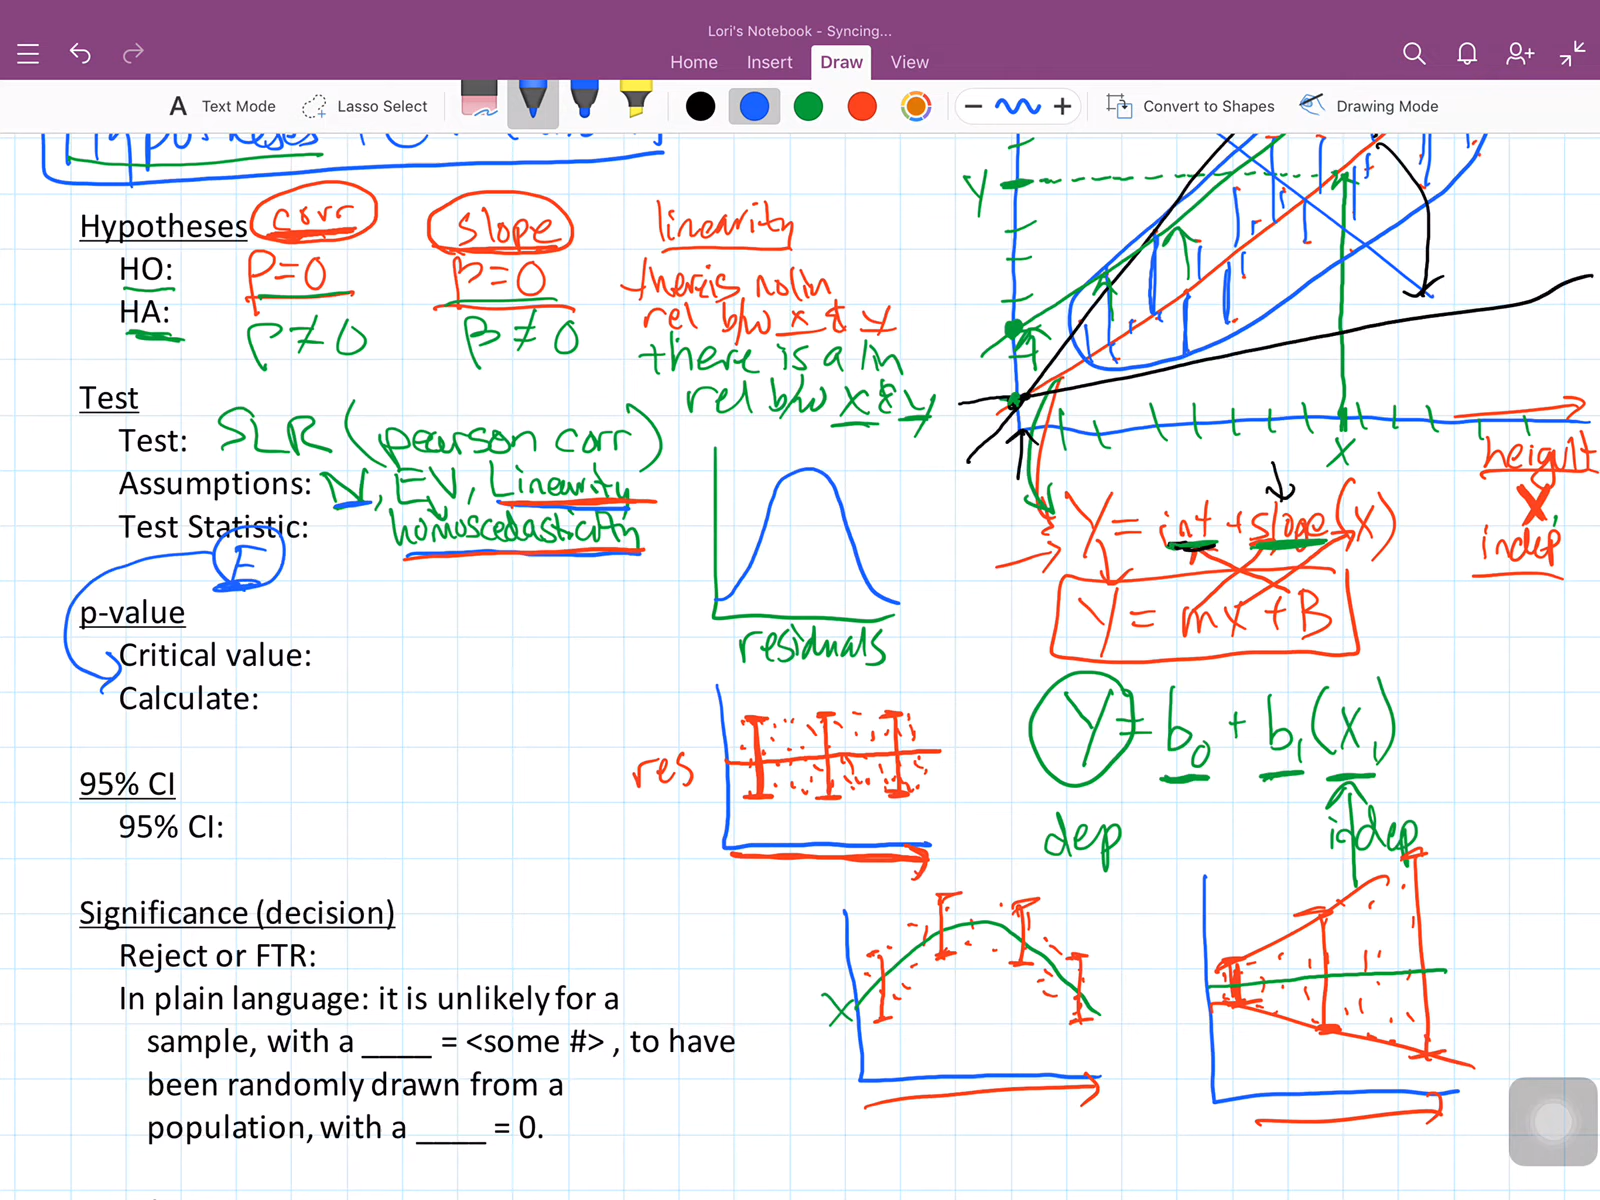 Lori's Notebook - Syncing...
Home Insert Draw View
A Text Mode Lasso Select Convert to Shapes Drawing Mode
Hypotheses corr slope linearity
HO: ρ=0 β=0 there is no lin
rel b/w x & y
HA: ρ≠0 β≠0 there is a lin
rel b/w x & y
Test
Test: SLR (pearson corr)
Assumptions: N, EV, Linearity
homoscedasticity
Test Statistic: F
p-value
Critical value:
Calculate:
95% CI
95% CI:
Significance (decision)
Reject or FTR:
In plain language: it is unlikely for a
sample, with a ____ = <some #> , to have
been randomly drawn from a
population, with a ____ = 0.
residuals
res
X
Y
X
height
X
indep
Y = int + slope (X)
Y = mx + B
Y = b₀ + b₁ (X₁)
dep indep